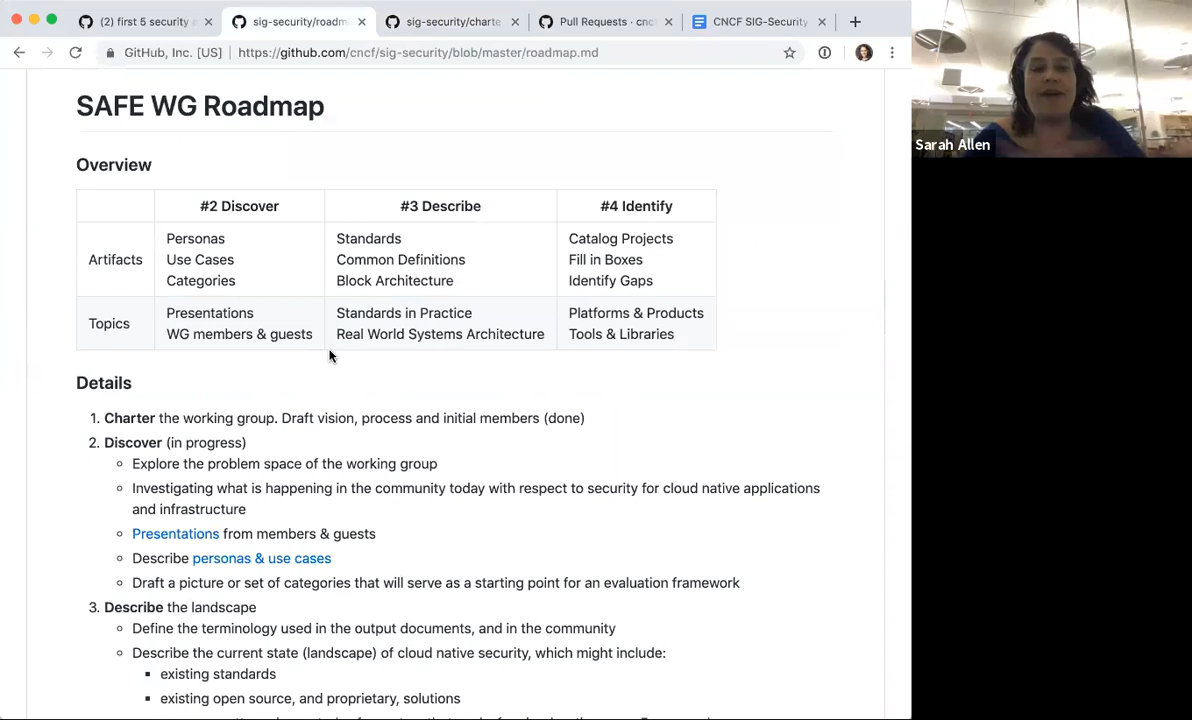 (2) first 5 security a
sig-security/roadm
sig-security/charte
Pull Requests · cnc
CNCF SIG-Security
GitHub, Inc. [US]
https://github.com/cncf/sig-security/blob/master/roadmap.md
Sarah Allen
SAFE WG Roadmap
Overview
#2 Discover #3 Describe #4 Identify
Artifacts
Personas
Use Cases
Categories
Standards
Common Definitions
Block Architecture
Catalog Projects
Fill in Boxes
Identify Gaps
Topics
Presentations
WG members & guests
Standards in Practice
Real World Systems Architecture
Platforms & Products
Tools & Libraries
Details
1. Charter the working group. Draft vision, process and initial members (done)
2. Discover (in progress)
Explore the problem space of the working group
Investigating what is happening in the community today with respect to security for cloud native applications
and infrastructure
Presentations from members & guests
Describe personas & use cases
Draft a picture or set of categories that will serve as a starting point for an evaluation framework
3. Describe the landscape
Define the terminology used in the output documents, and in the community
Describe the current state (landscape) of cloud native security, which might include:
existing standards
existing open source, and proprietary, solutions